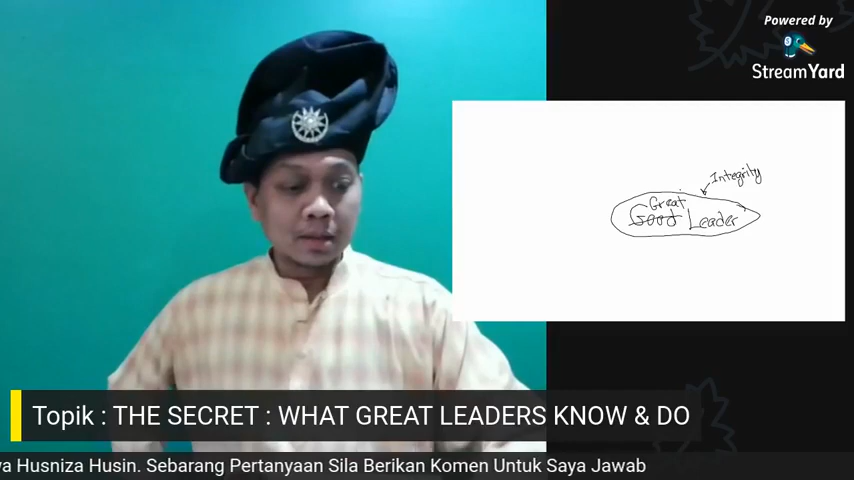 Powered by
StreamYard
Integrity
Great
Good Leader
Topik : THE SECRET : WHAT GREAT LEADERS KNOW & DO
Husniza Husin. Sebarang Pertanyaan Sila Berikan Komen Untuk Saya Jawab